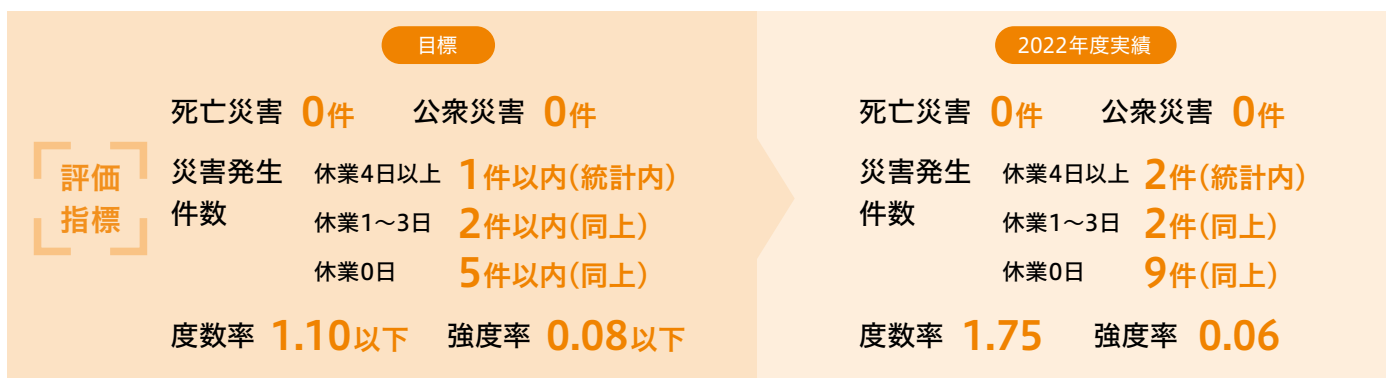 評価
指標
目標
死亡災害 0件 公衆災害 0件
災害発生
件数
休業4日以上 1件以内(統計内)
休業1〜3日 2件以内(同上)
休業0日 5件以内(同上)
度数率 1.10以下 強度率 0.08以下
2022年度実績
死亡災害 0件 公衆災害 0件
災害発生
件数
休業4日以上 2件(統計内)
休業1〜3日 2件(同上)
休業0日 9件(同上)
度数率 1.75 強度率 0.06